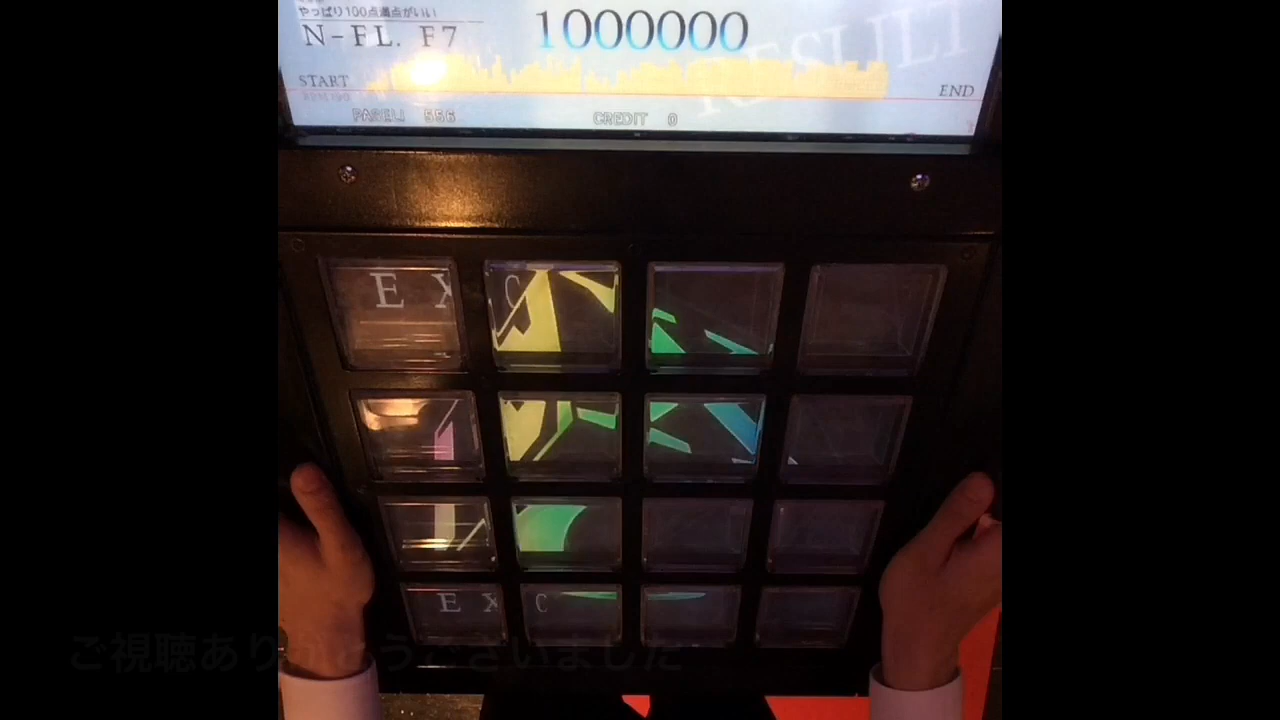 やっぱり100点満点がいい
N-FL. F7
1000000
RESULT
START
END
PASELI 556
CREDIT 0
E X C
E X C
ご視聴ありがとうございました